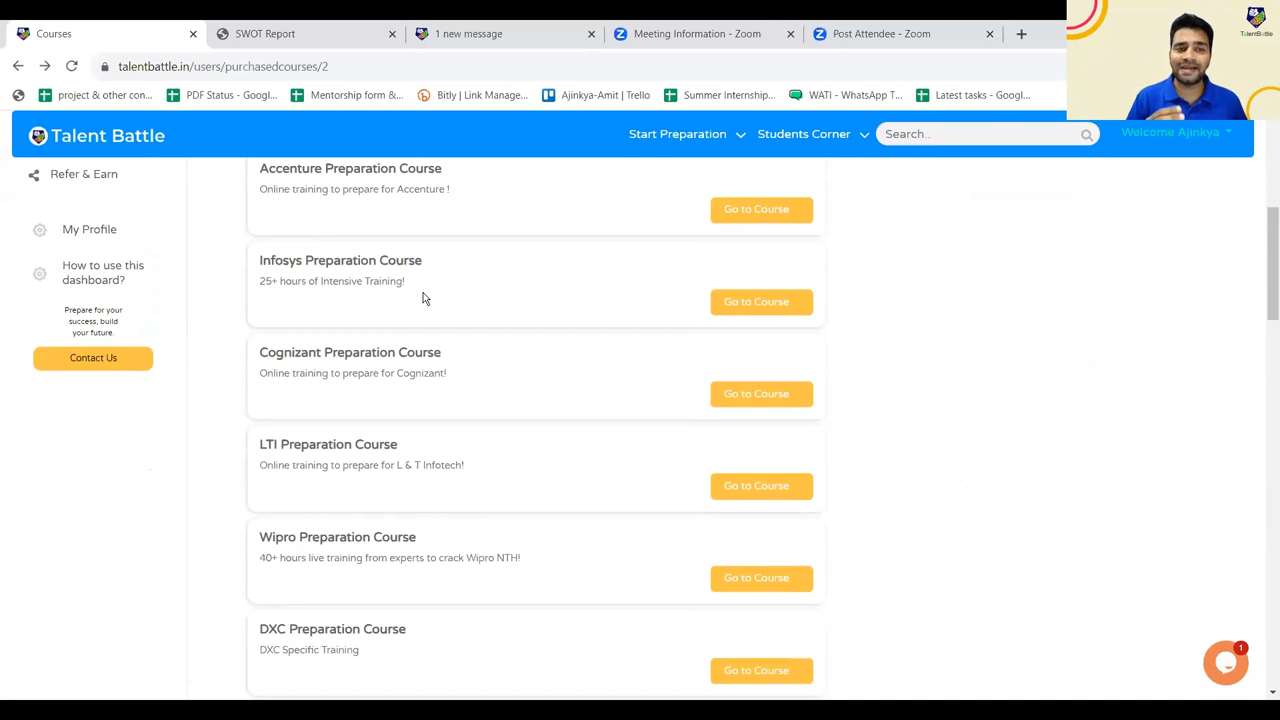 Courses
SWOT Report
1 new message
Meeting Information - Zoom
Post Attendee - Zoom
TalentBattle
talentbattle.in/users/purchasedcourses/2
project & other con...
PDF Status - Googl...
Mentorship form &...
Bitly | Link Manage...
Ajinkya-Amit | Trello
Summer Internship...
WATI - WhatsApp T...
Latest tasks - Googl...
Talent Battle
Start Preparation
Students Corner
Search..
Welcome Ajinkya
Refer & Earn
My Profile
How to use this
dashboard?
Prepare for your
success, build
your future.
Contact Us
Accenture Preparation Course
Online training to prepare for Accenture !
Go to Course
Infosys Preparation Course
25+ hours of Intensive Training!
Go to Course
Cognizant Preparation Course
Online training to prepare for Cognizant!
Go to Course
LTI Preparation Course
Online training to prepare for L & T Infotech!
Go to Course
Wipro Preparation Course
40+ hours live training from experts to crack Wipro NTH!
Go to Course
DXC Preparation Course
DXC Specific Training
Go to Course
1